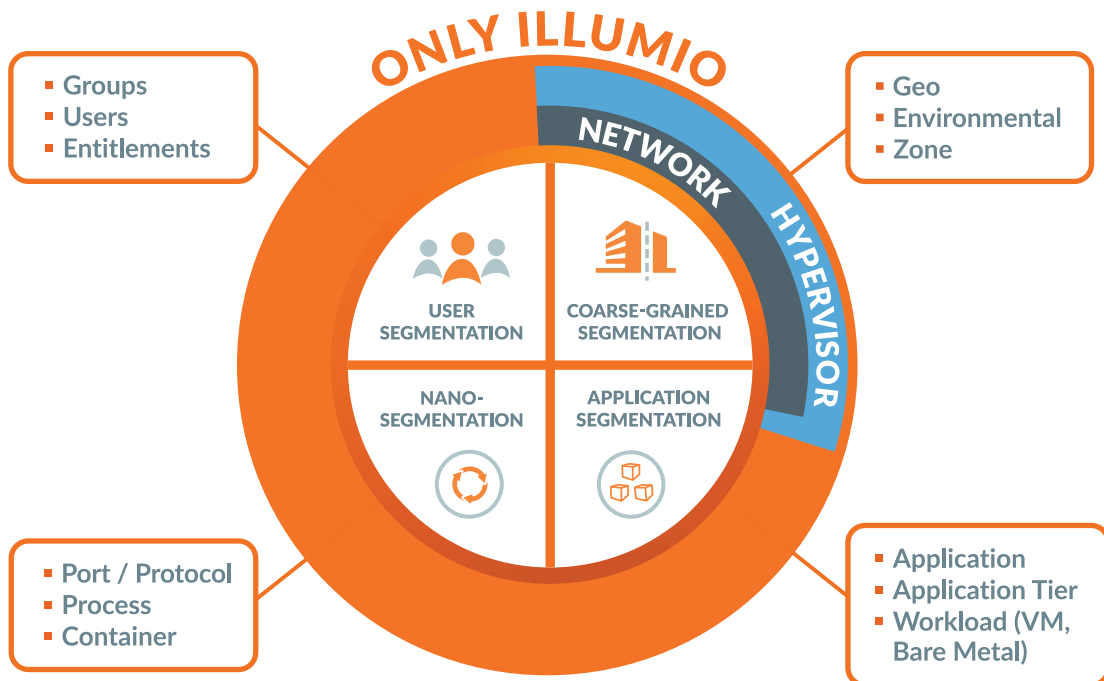 ONLY ILLUMIO
Groups
Users
Entitlements
Geo
Environmental
Zone
NETWORK
HYPERVISOR
USER
SEGMENTATION
COARSE-GRAINED
SEGMENTATION
NANO-
SEGMENTATION
APPLICATION
SEGMENTATION
Port / Protocol
Process
Container
Application
Application Tier
Workload (VM,
Bare Metal)